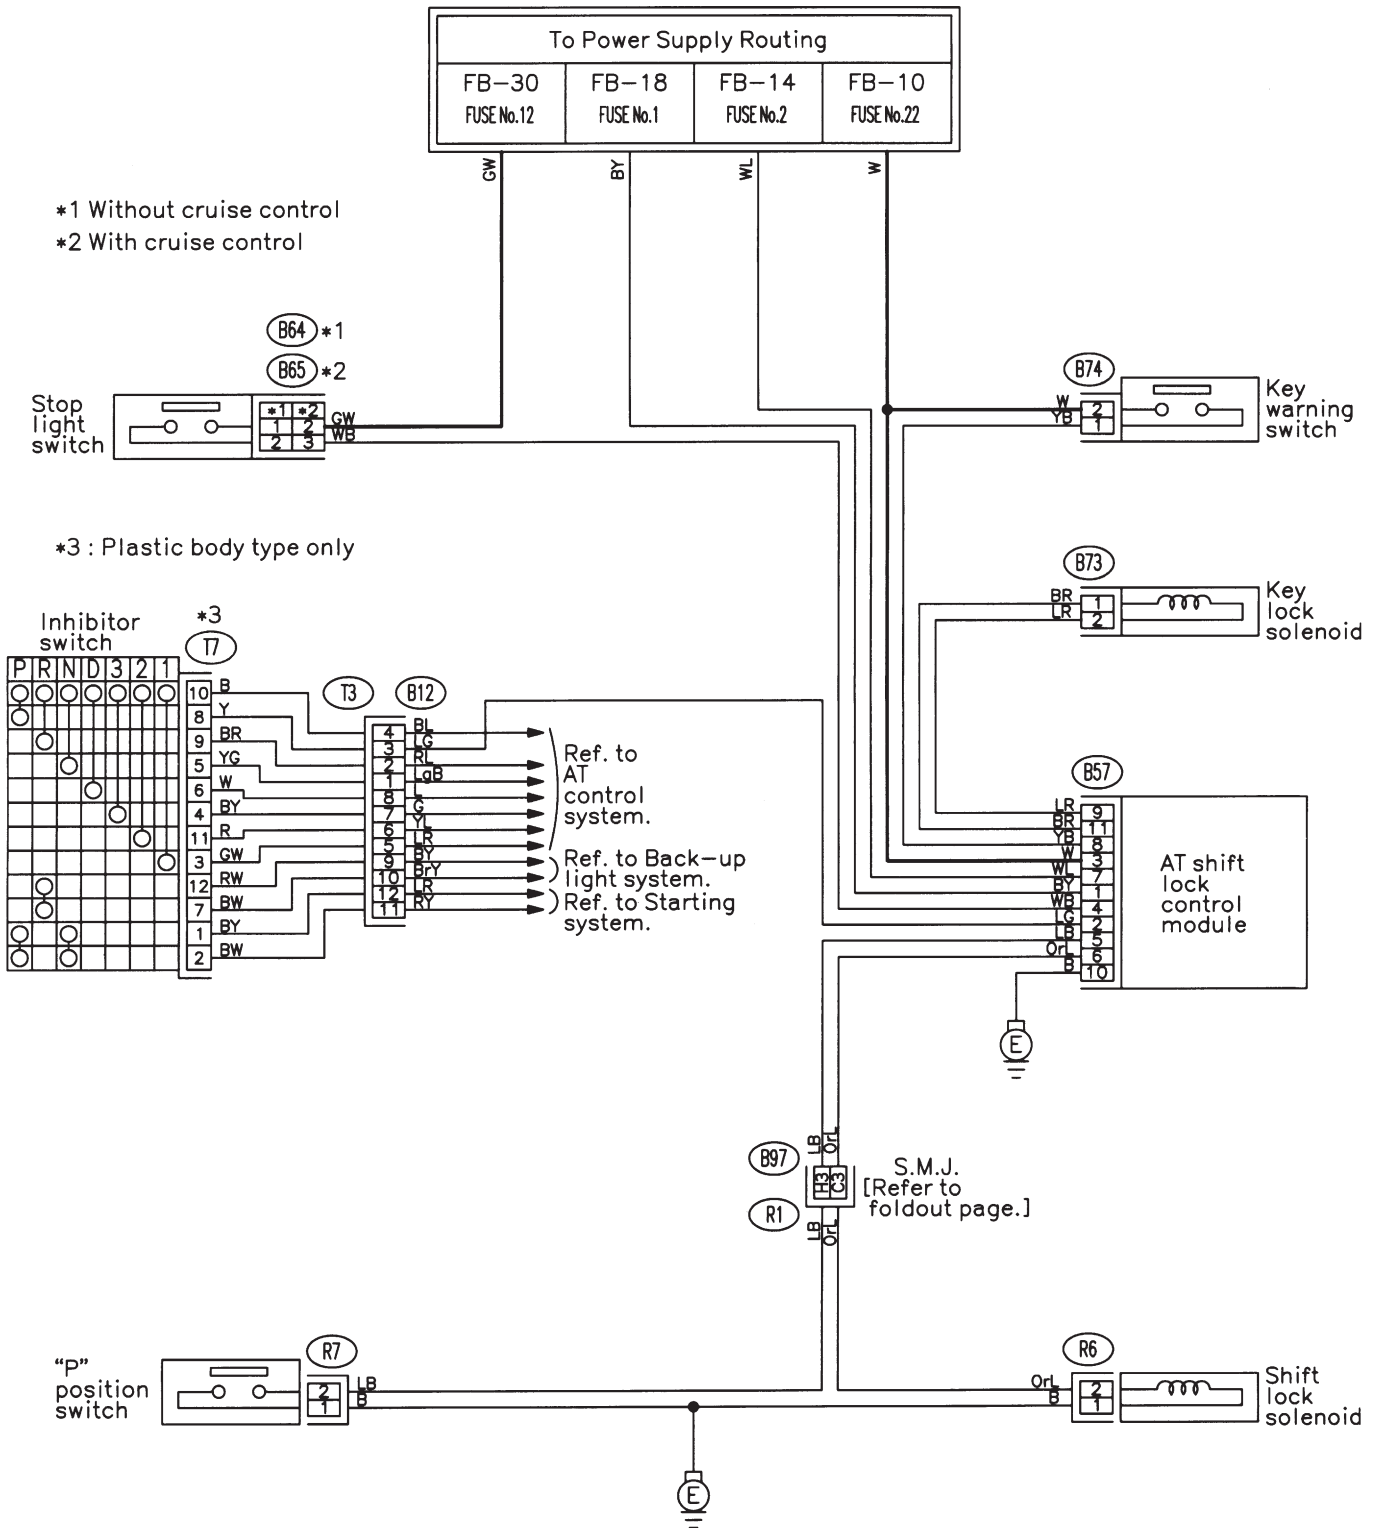 To Power Supply Routing
FB-30 FB-18 FB-14 FB-10
FUSE No.12 FUSE No.1 FUSE No.2 FUSE No.22
GW BY WL W
*1 Without cruise control
*2 With cruise control
B64 *1
B65 *2
Stop
light
switch
*1 *2
1 2 GW
2 3 WB
B74
W 2
YB 1
Key
warning
switch
*3 : Plastic body type only
B73
BR 1
LR 2
Key
lock
solenoid
Inhibitor
switch
*3
T7
P R N D 3 2 1
10 B
8 Y
9 BR
5 YG
6 W
4 BY
11 R
3 GW
12 RW
7 BW
1 BY
2 BW
T3 B12
4 BL
3 LG
2 RL
1 LgB
8 L
7 G
6 YL
5 LR
9 BY
10 BrY
12 LR
11 RY
Ref. to
AT
control
system.
Ref. to Back-up
light system.
Ref. to Starting
system.
B57
LR 9
BR 11
YB 8
W 3
WL 7
BY 1
WB 4
LG 2
LB 5
OrL 6
B 10
AT shift
lock
control
module
E
LB OrL
B97
H3 C3
R1
LB OrL
S.M.J.
[Refer to
foldout page.]
"P"
position
switch
R7
2 LB
1 B
R6
OrL 2
B 1
Shift
lock
solenoid
E